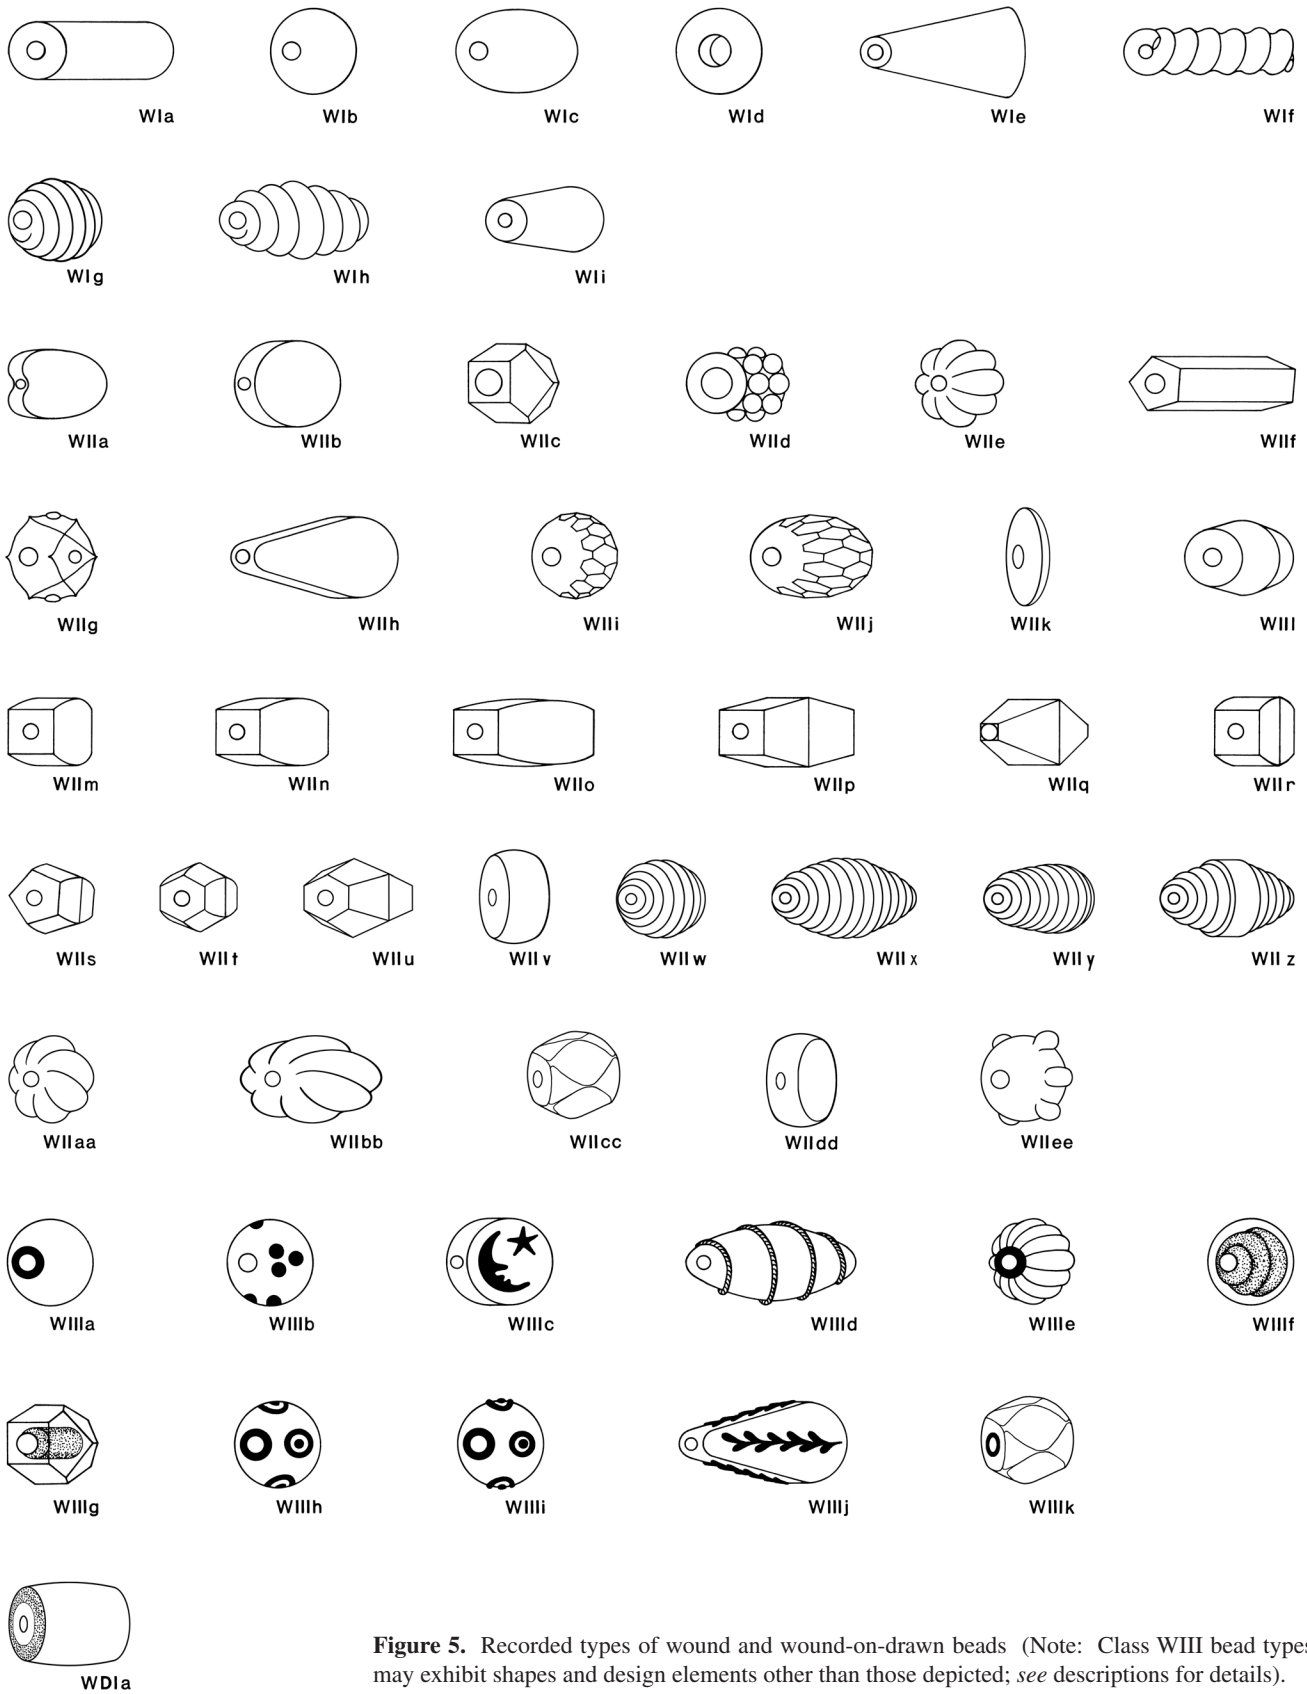 WIa WIb WIc WId WIe WIf
WIg WIh WIi
WIIa WIIb WIIc WIId WIIe WIIf
WIIg WIIh WIIi WIIj WIIk WIIl
WIIm WIIn WIIo WIIp WIIq WIIr
WIIs WIIt WIIu WIIv WIIw WIIx WIIy WIIz
WIIaa WIIbb WIIcc WIIdd WIIee
WIIIa WIIIb WIIIc WIIId WIIIe WIIIf
WIIIg WIIIh WIIIi WIIIj WIIIk
WDIa
Figure 5. Recorded types of wound and wound-on-drawn beads (Note: Class WIII bead types
may exhibit shapes and design elements other than those depicted; see descriptions for details).